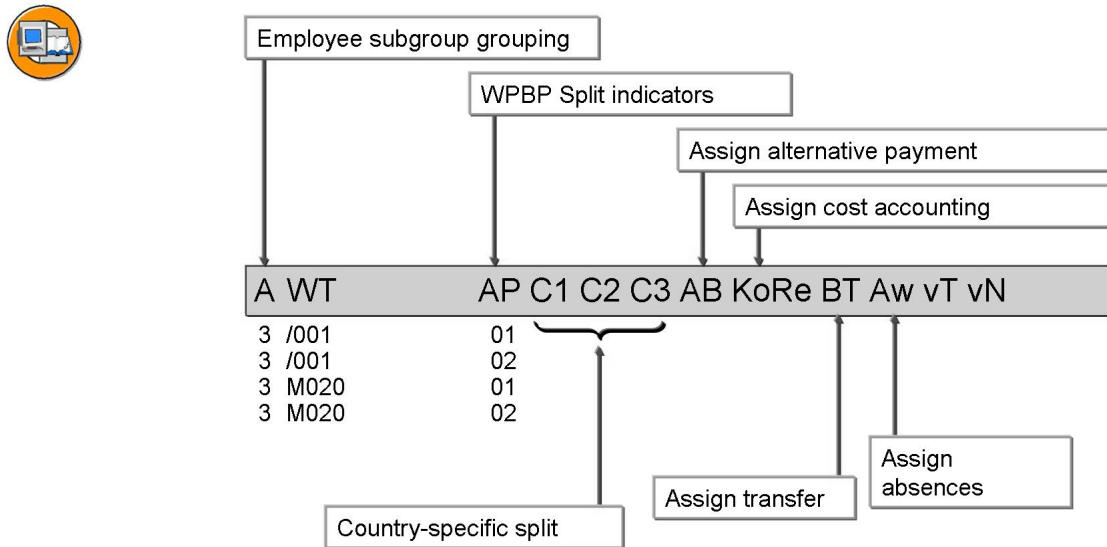 Employee subgroup grouping
WPBP Split indicators
Assign alternative payment
Assign cost accounting
A WT AP C1 C2 C3 AB KoRe BT Aw vT vN
3 /001 01
3 /001 02
3 M020 01
3 M020 02
Assign
absences
Assign transfer
Country-specific split